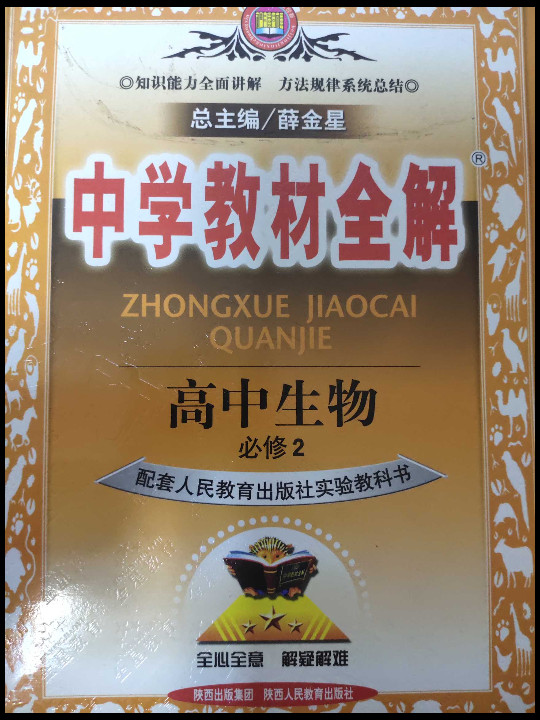 ◎知识能力全面讲解 方法规律系统总结◎
总主编/薛金星
中学教材全解®
ZHONGXUE JIAOCAI
QUANJIE
高中生物
必修2
配套人民教育出版社实验教科书
全心全意 解疑解难
陕西出版集团 陕西人民教育出版社